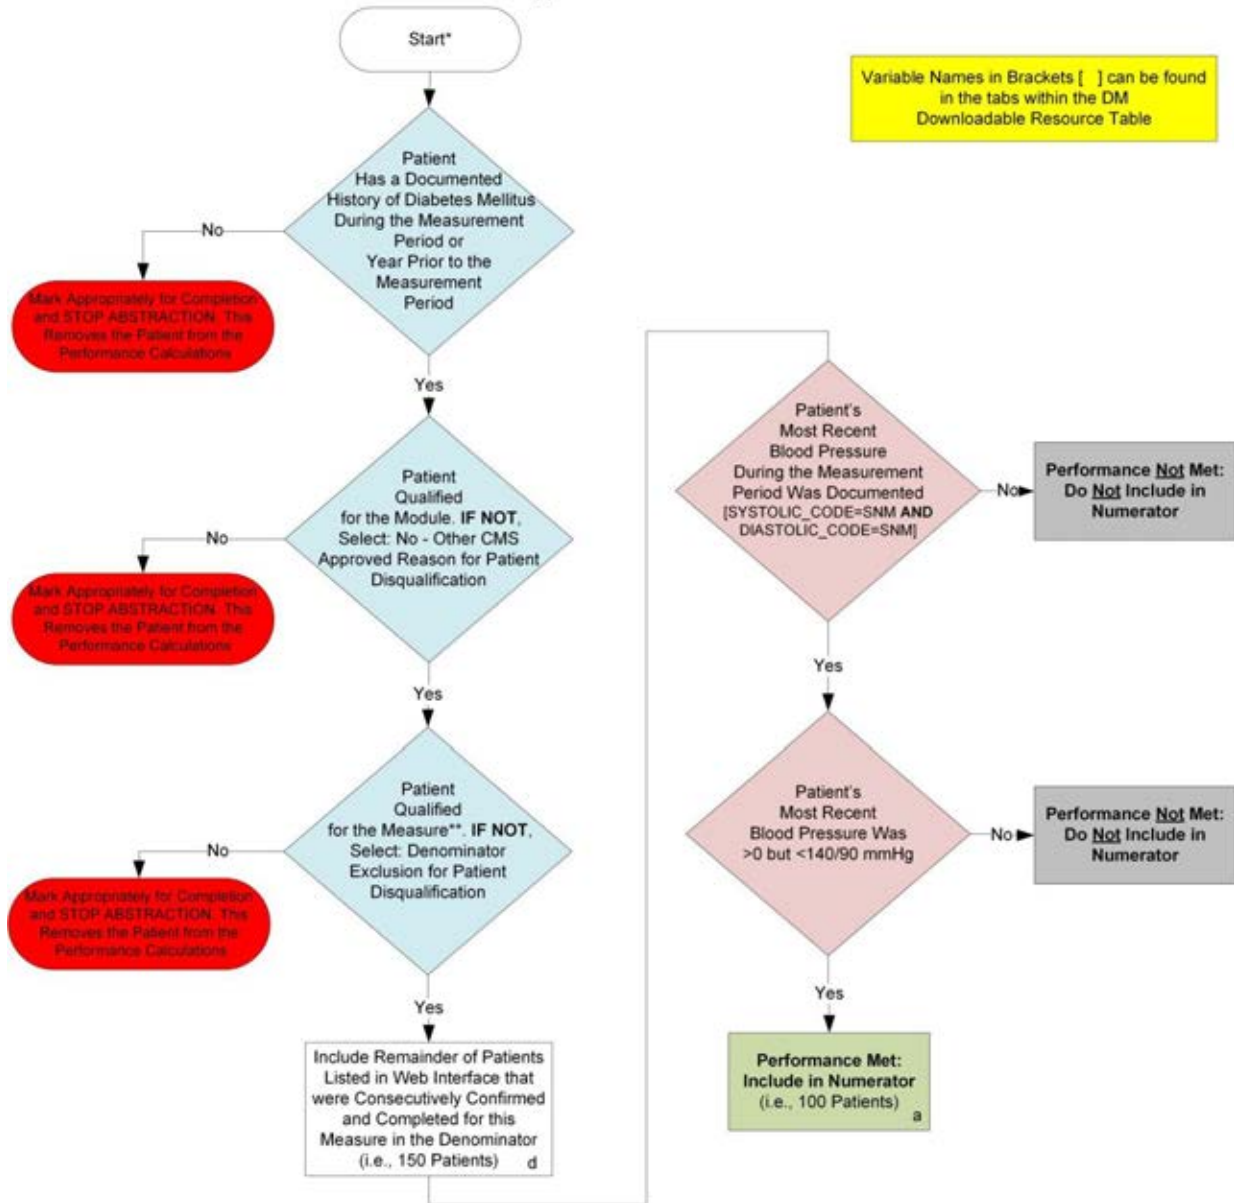 Start*
Variable Names in Brackets [ ] can be found
in the tabs within the DM
Downloadable Resource Table
Patient
Has a Documented
History of Diabetes Mellitus
During the Measurement
Period or
Year Prior to the
Measurement
Period
No
Mark Appropriately for Completion
and STOP ABSTRACTION. This
Removes the Patient from the
Performance Calculations
Yes
Patient
Qualified
for the Module. IF NOT,
Select: No - Other CMS
Approved Reason for Patient
Disqualification
No
Mark Appropriately for Completion
and STOP ABSTRACTION. This
Removes the Patient from the
Performance Calculations
Yes
Patient
Qualified
for the Measure**. IF NOT,
Select: Denominator
Exclusion for Patient
Disqualification
No
Mark Appropriately for Completion
and STOP ABSTRACTION. This
Removes the Patient from the
Performance Calculations
Yes
Include Remainder of Patients
Listed in Web Interface that
were Consecutively Confirmed
and Completed for this
Measure in the Denominator
(i.e., 150 Patients) d
Patient's
Most Recent
Blood Pressure
During the Measurement
Period Was Documented
[SYSTOLIC_CODE=SNM AND
DIASTOLIC_CODE=SNM]
No
Performance Not Met:
Do Not Include in
Numerator
Yes
Patient's
Most Recent
Blood Pressure Was
>0 but <140/90 mmHg
No
Performance Not Met:
Do Not Include in
Numerator
Yes
Performance Met:
Include in Numerator
(i.e., 100 Patients)
a